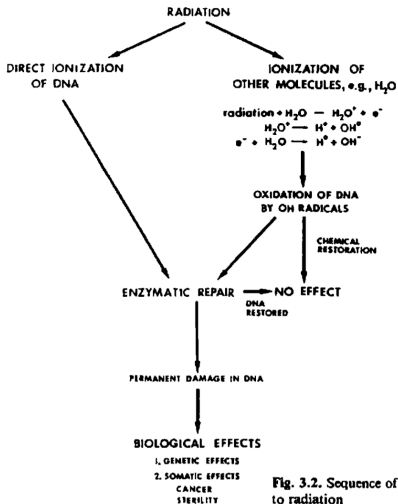 RADIATION
DIRECT IONIZATION
OF DNA
IONIZATION OF
OTHER MOLECULES, e.g., H₂O
radiation + H₂O — H₂O⁺ + e⁻
H₂O⁺ — H⁺ + OH°
e⁻ + H₂O — H° + OH⁻
OXIDATION OF DNA
BY OH RADICALS
CHEMICAL
RESTORATION
ENZYMATIC REPAIR
NO EFFECT
DNA
RESTORED
PERMANENT DAMAGE IN DNA
BIOLOGICAL EFFECTS
1. GENETIC EFFECTS
2. SOMATIC EFFECTS
CANCER
STERILITY
Fig. 3.2. Sequence of
to radiation